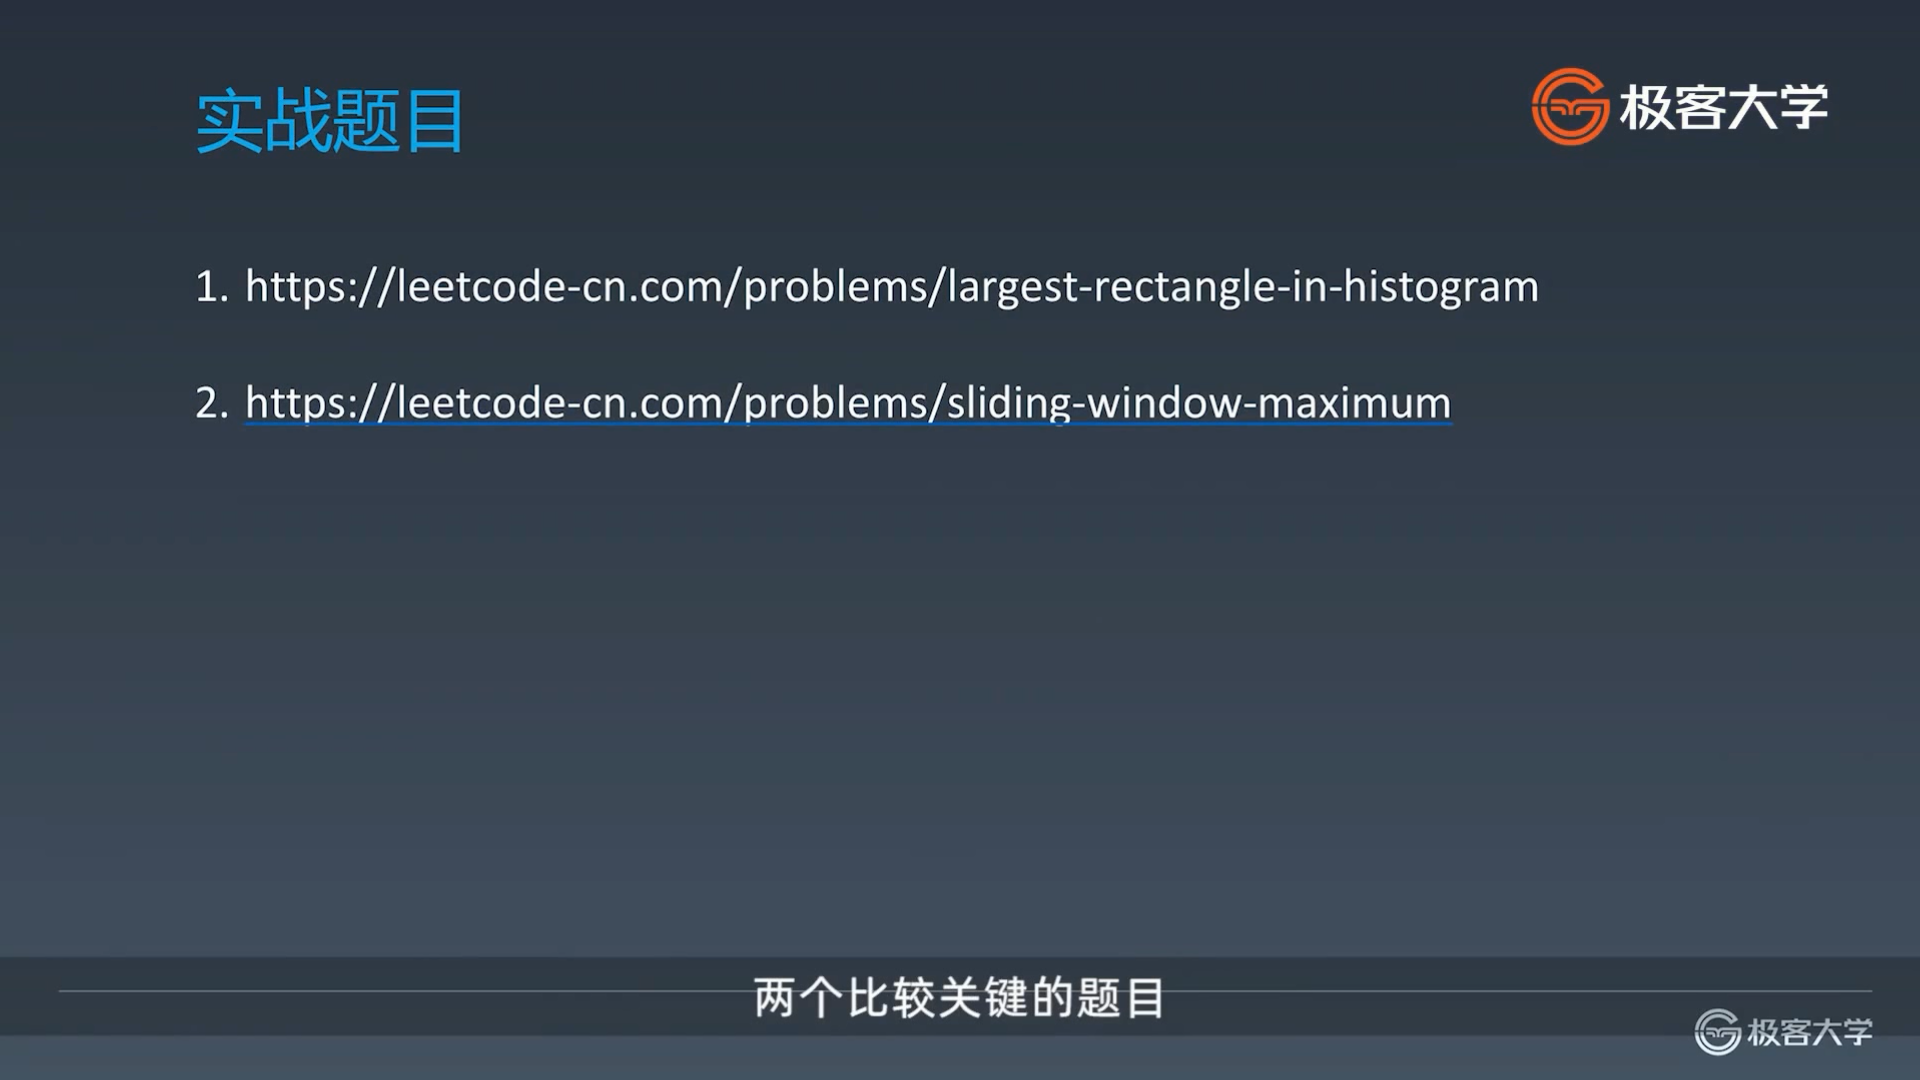 实战题目
极客大学
1. https://leetcode-cn.com/problems/largest-rectangle-in-histogram
2. https://leetcode-cn.com/problems/sliding-window-maximum
两个比较关键的题目
极客大学